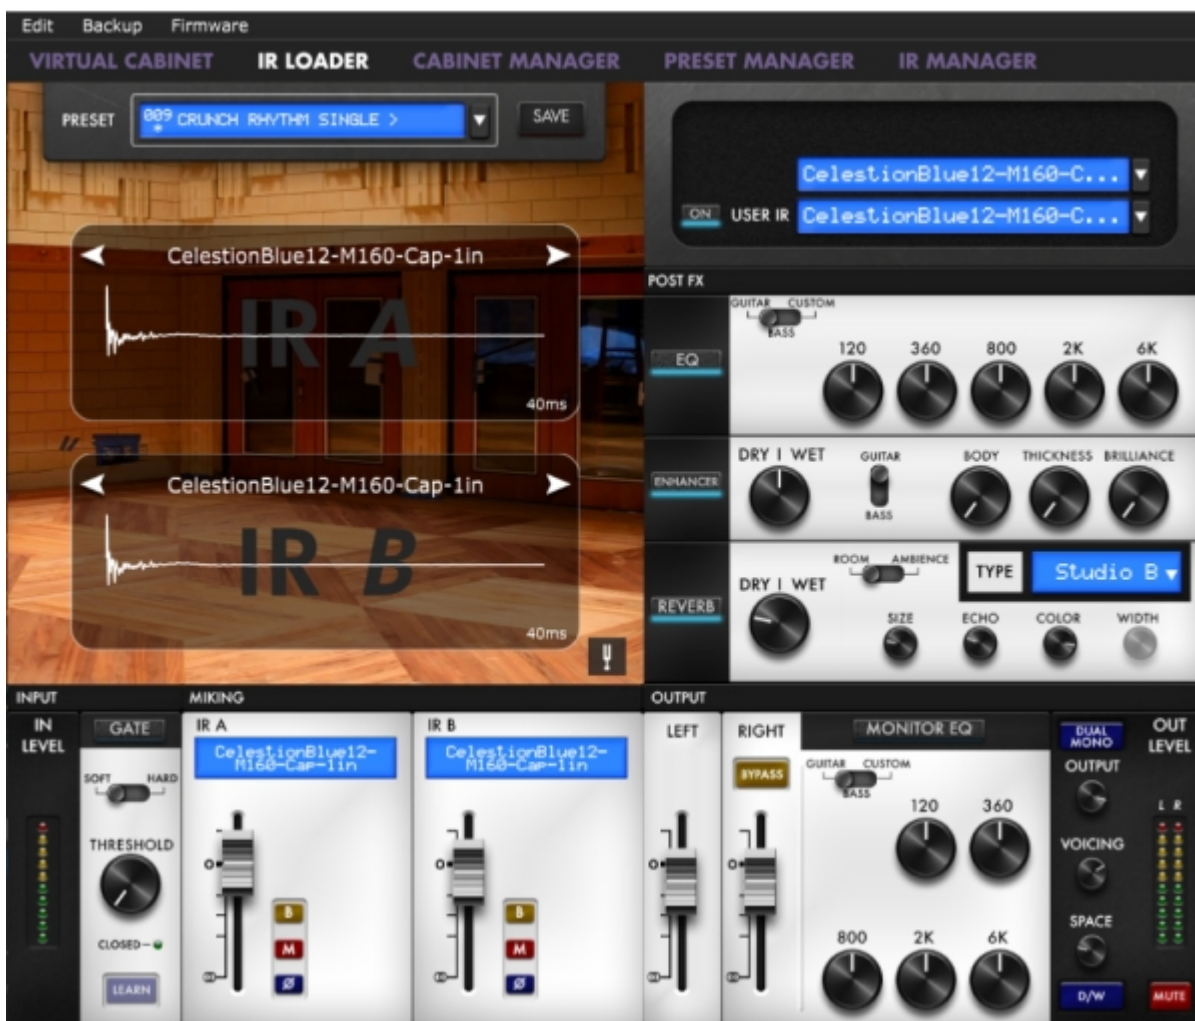 Edit Backup Firmware
VIRTUAL CABINET IR LOADER CABINET MANAGER PRESET MANAGER IR MANAGER
PRESET 009 * CRUNCH RHYTHM SINGLE > SAVE
CelestionBlue12-M160-C...
ON USER IR CelestionBlue12-M160-C...
CelestionBlue12-M160-Cap-1in
IR A
40ms
CelestionBlue12-M160-Cap-1in
IR B
40ms
POST FX
EQ
GUITAR CUSTOM
BASS
120 360 800 2K 6K
ENHANCER
DRY | WET
GUITAR
BASS
BODY THICKNESS BRILLIANCE
REVERB
DRY | WET
ROOM AMBIENCE
TYPE Studio B
SIZE ECHO COLOR WIDTH
INPUT
IN
LEVEL
GATE
SOFT HARD
THRESHOLD
CLOSED
LEARN
MIKING
IR A
CelestionBlue12-
M160-Cap-1in
B
M
Ø
IR B
CelestionBlue12-
M160-Cap-1in
B
M
Ø
OUTPUT
LEFT RIGHT
BYPASS
MONITOR EQ
GUITAR CUSTOM
BASS
120 360
800 2K 6K
DUAL
MONO
OUTPUT
VOICING
SPACE
D/W
OUT
LEVEL
L R
MUTE